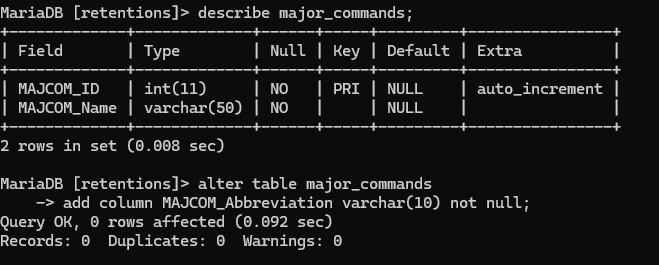 MariaDB [retentions]> describe major_commands;
+-------------+-------------+------+-----+---------+----------------+
| Field       | Type        | Null | Key | Default | Extra          |
+-------------+-------------+------+-----+---------+----------------+
| MAJCOM_ID   | int(11)     | NO   | PRI | NULL    | auto_increment |
| MAJCOM_Name | varchar(50) | NO   |     | NULL    |                |
+-------------+-------------+------+-----+---------+----------------+
2 rows in set (0.008 sec)
MariaDB [retentions]> alter table major_commands
    -> add column MAJCOM_Abbreviation varchar(10) not null;
Query OK, 0 rows affected (0.092 sec)
Records: 0  Duplicates: 0  Warnings: 0